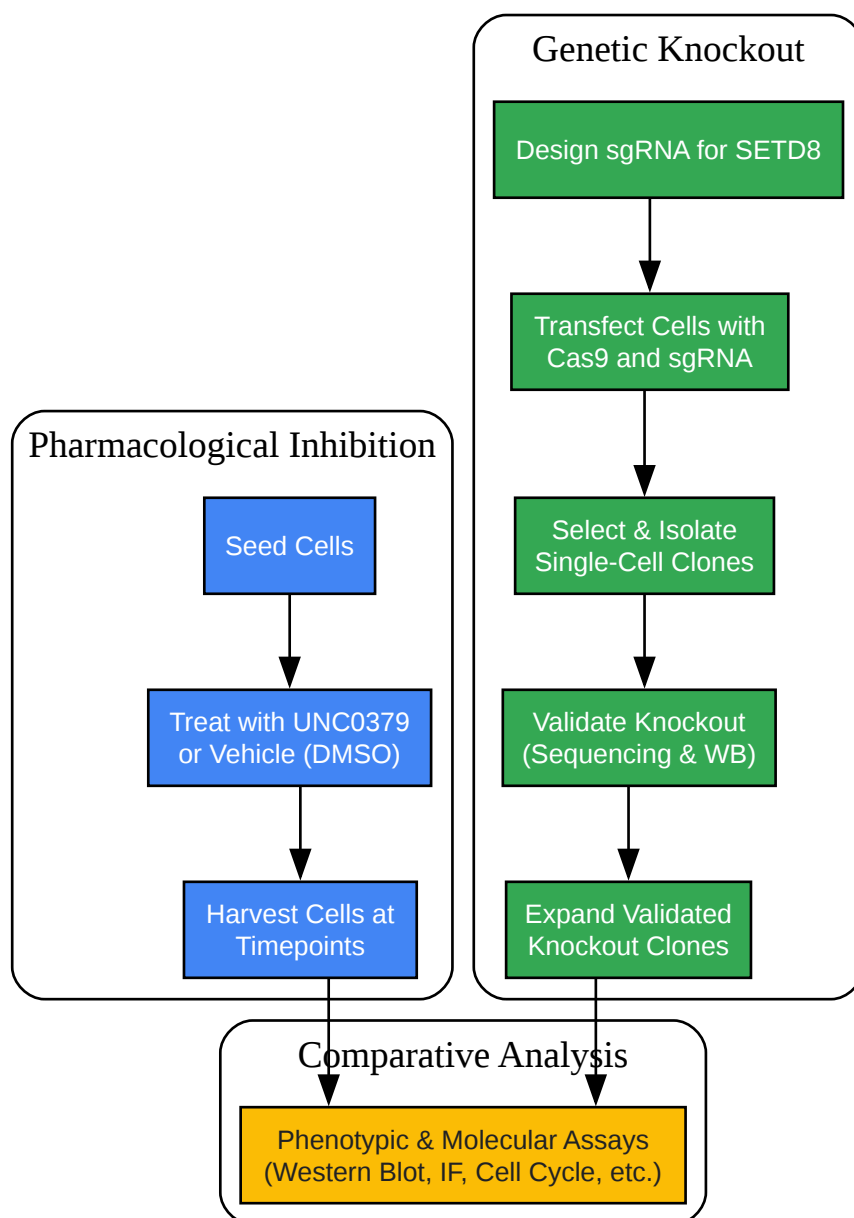 Genetic Knockout
Design sgRNA for SETD8
Transfect Cells with
Cas9 and sgRNA
Select & Isolate
Single-Cell Clones
Validate Knockout
(Sequencing & WB)
Expand Validated
Knockout Clones
Pharmacological Inhibition
Seed Cells
Treat with UNC0379
or Vehicle (DMSO)
Harvest Cells at
Timepoints
Comparative Analysis
Phenotypic & Molecular Assays
(Western Blot, IF, Cell Cycle, etc.)